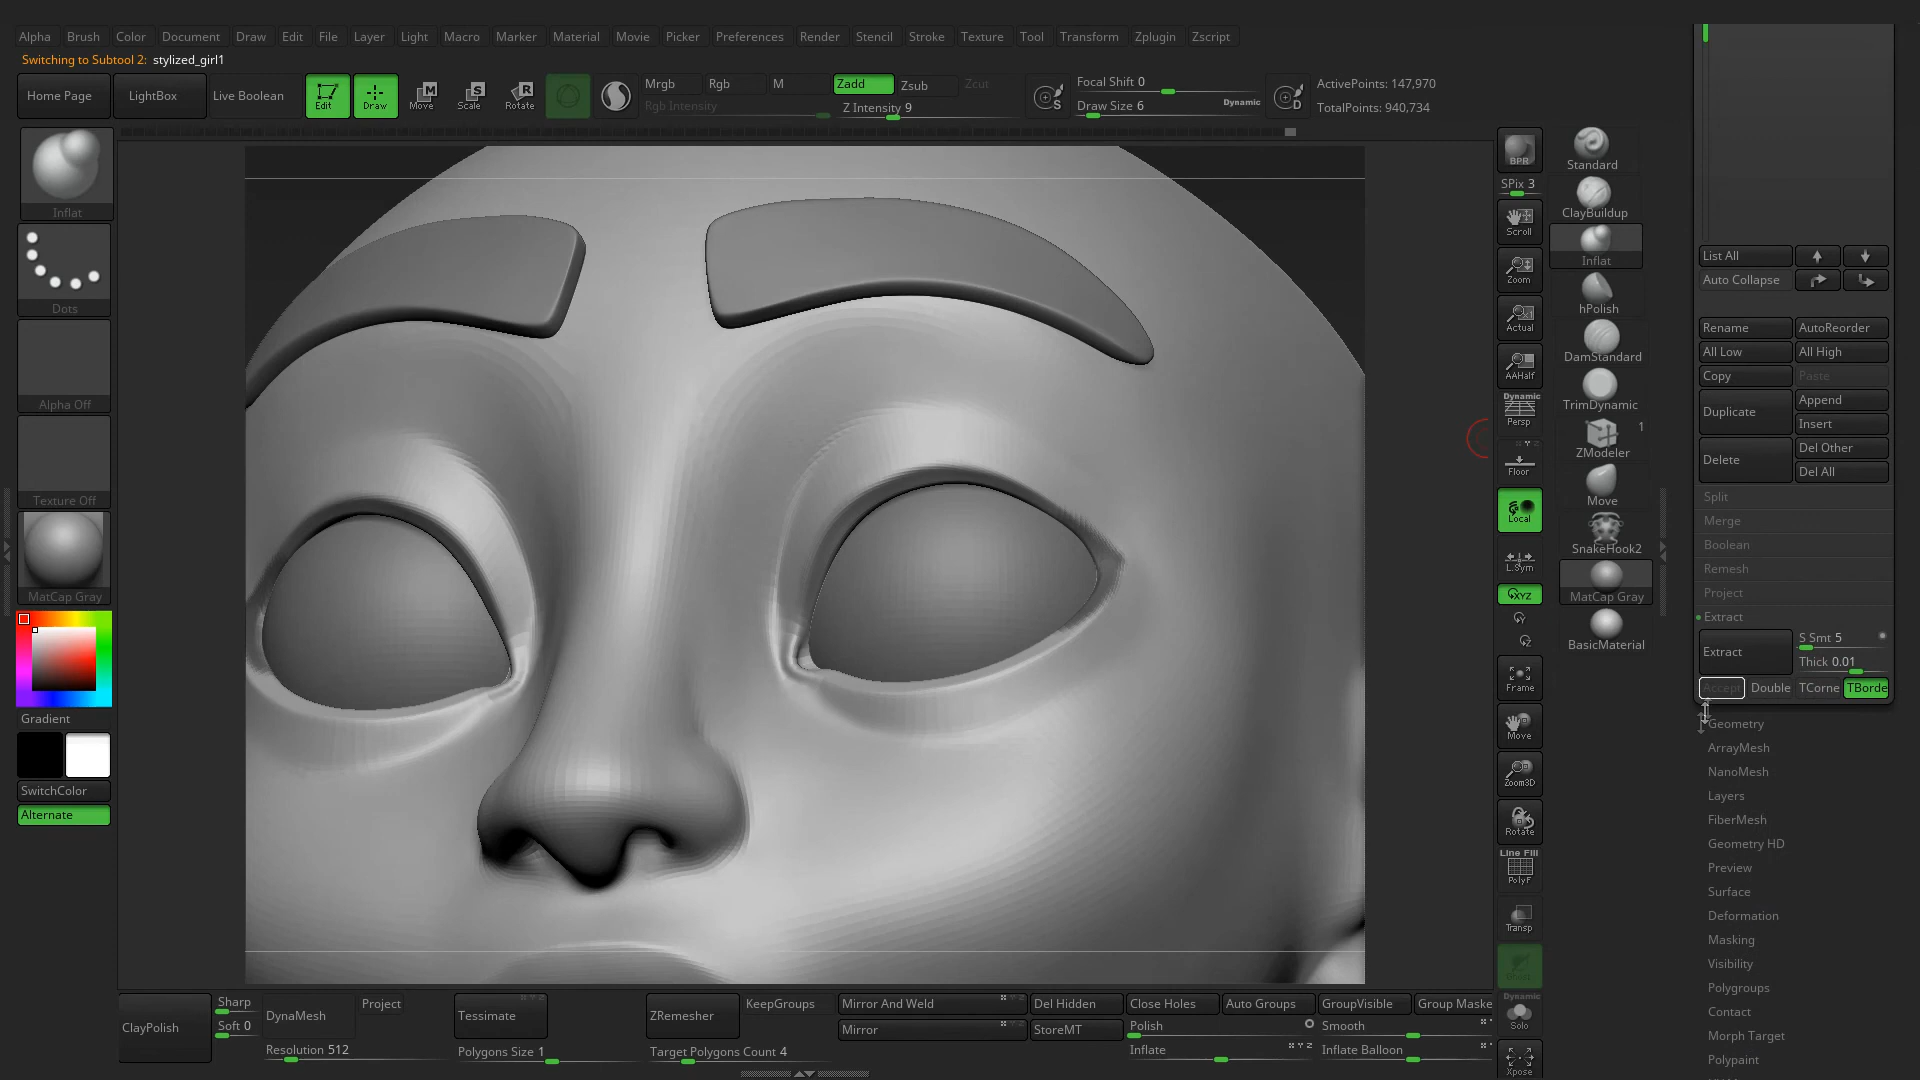 Alpha Brush Color Document Draw Edit File Layer Light Macro Marker Material Movie Picker Preferences Render Stencil Stroke Texture Tool Transform Zplugin Zscript
Switching to Subtool 2: stylized_girl1
Home Page LightBox Live Boolean Edit Draw Move Scale Rotate
Mrgb Rgb M Zadd Zsub Zcut
Rgb Intensity Z Intensity 9
Focal Shift 0
Draw Size 6 Dynamic
ActivePoints: 147,970
TotalPoints: 940,734
Inflat
Dots
Alpha Off
Texture Off
MatCap Gray
Gradient
SwitchColor
Alternate
BPR
SPix 3
Scroll
Zoom
Actual
AAHalf
Dynamic
Persp
Floor
Local
L.Sym
XYZ
Frame
Move
Zoom3D
Rotate
Line Fill
PolyF
Transp
Ghost
Dynamic
Solo
Xpose
Standard
ClayBuildup
Inflat
hPolish
DamStandard
TrimDynamic
1
ZModeler
Move
SnakeHook2
MatCap Gray
BasicMaterial
List All
Auto Collapse
Rename AutoReorder
All Low All High
Copy Paste
Duplicate Append
Insert
Delete Del Other
Del All
Split
Merge
Boolean
Remesh
Project
Extract
Extract S Smt 5
Thick 0.01
Accept Double TCorne TBorde
Geometry
ArrayMesh
NanoMesh
Layers
FiberMesh
Geometry HD
Preview
Surface
Deformation
Masking
Visibility
Polygroups
Contact
Morph Target
Polypaint
ClayPolish
Sharp
Soft 0
DynaMesh
Project
Resolution 512
Tessimate
Polygons Size 1
ZRemesher
KeepGroups
Target Polygons Count 4
Mirror And Weld Del Hidden Close Holes Auto Groups GroupVisible Group Maske
Mirror StoreMT Polish Smooth
Inflate Inflate Balloon